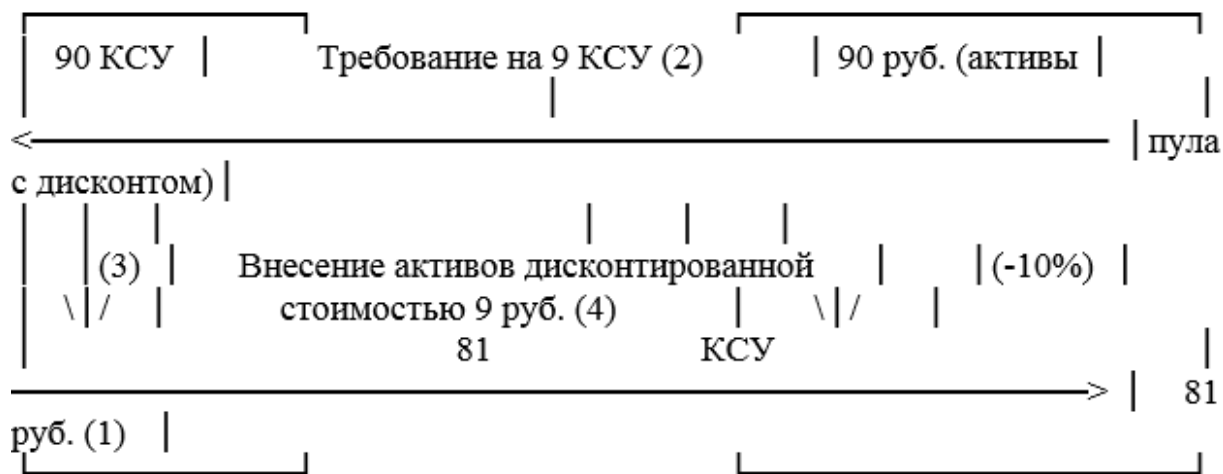 90 КСУ Требование на 9 КСУ (2) 90 руб. (активы
пула
с дисконтом)
(3) Внесение активов дисконтированной (-10%)
стоимостью 9 руб. (4)
81 КСУ
81
руб. (1)